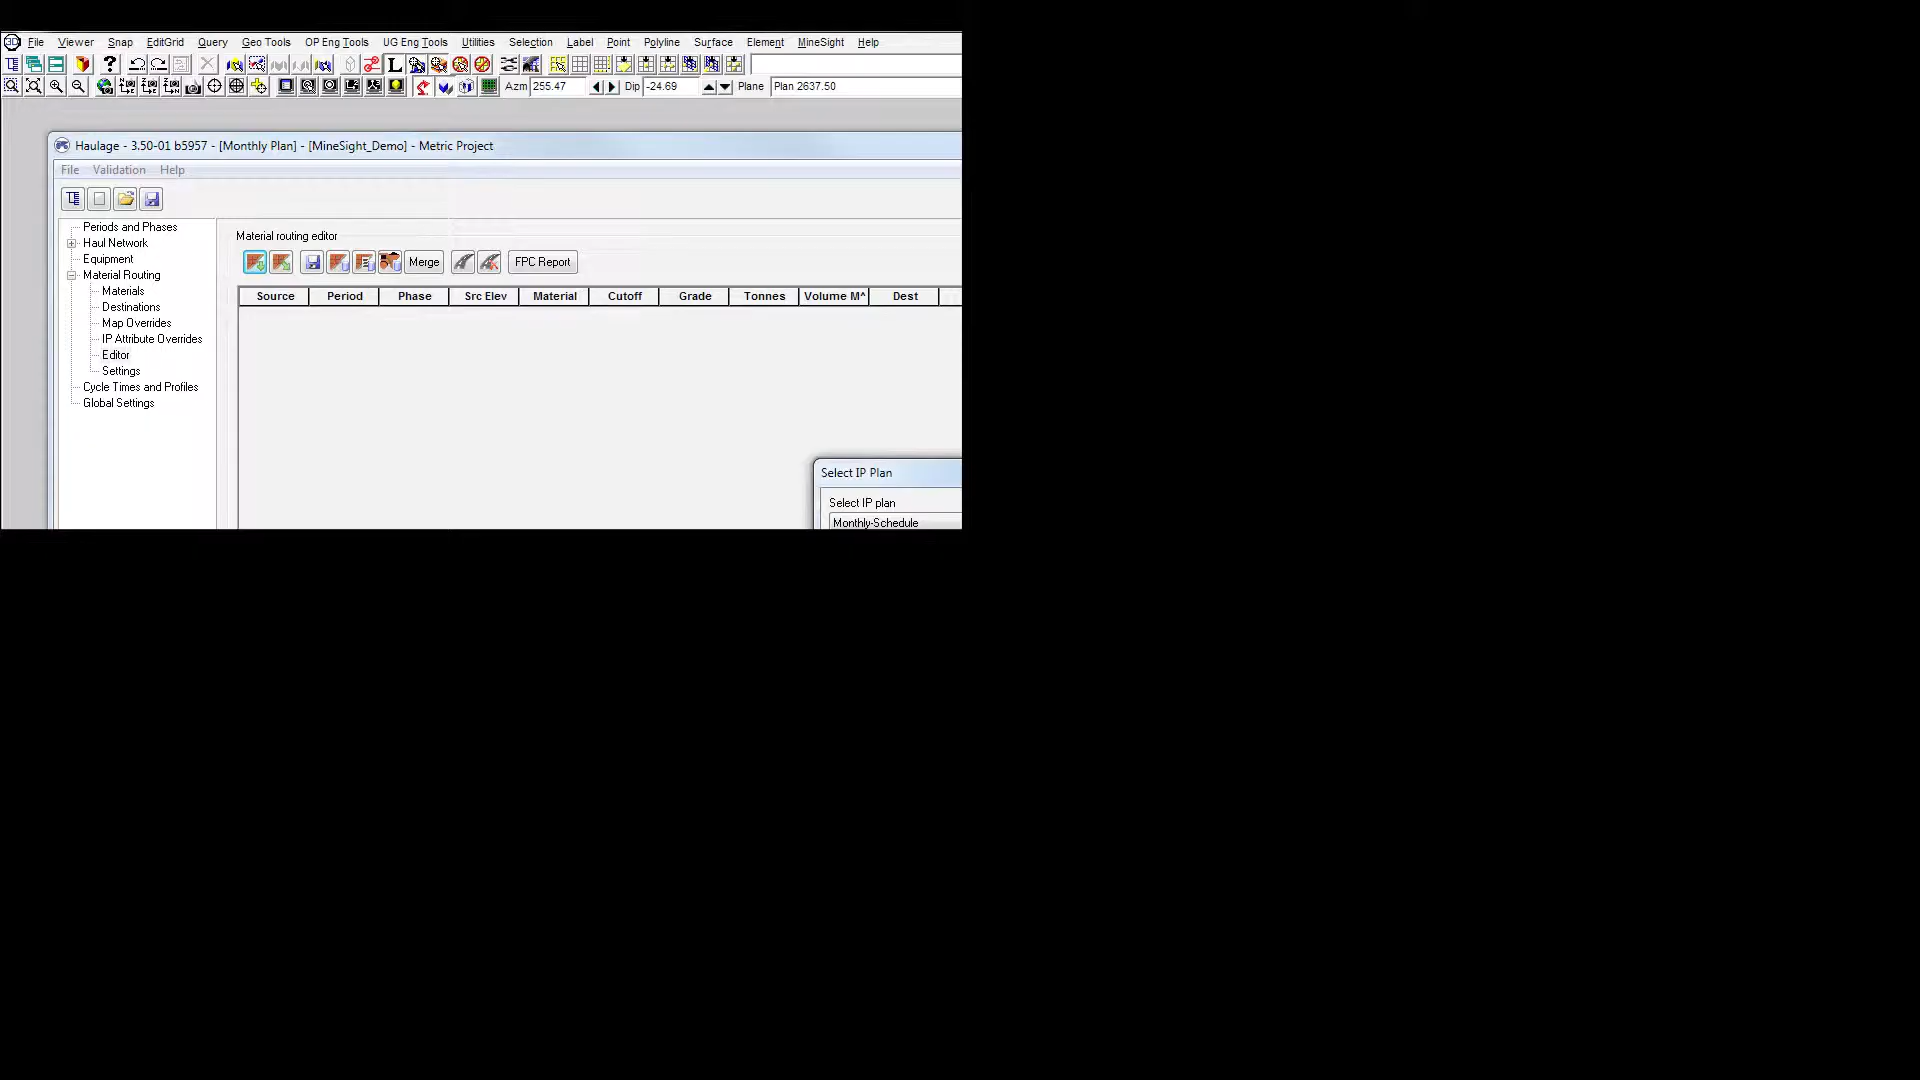 File Viewer Snap EditGrid Query Geo Tools OP Eng Tools UG Eng Tools Utilities Selection Label Point Polyline Surface Element MineSight Help
Azm 255.47 Dip -24.69 Plane Plan 2637.50
Haulage - 3.50-01 b5957 - [Monthly Plan] - [MineSight_Demo] - Metric Project
File Validation Help
Periods and Phases
Haul Network
Equipment
Material Routing
Materials
Destinations
Map Overrides
IP Attribute Overrides
Editor
Settings
Cycle Times and Profiles
Global Settings
Material routing editor
Merge FPC Report
Source Period Phase Src Elev Material Cutoff Grade Tonnes Volume M^ Dest
Select IP Plan
Select IP plan
Monthly-Schedule